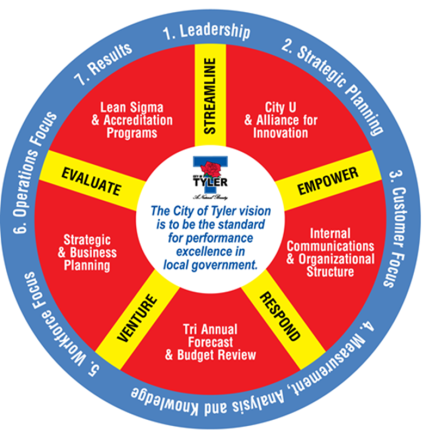 1. Leadership
2. Strategic Planning
3. Customer Focus
4. Measurement, Analysis and Knowledge
5. Workforce Focus
6. Operations Focus
7. Results
STREAMLINE
EMPOWER
RESPOND
VENTURE
EVALUATE
City U
& Alliance for
Innovation
Internal
Communications
& Organizational
Structure
Tri Annual
Forecast
& Budget Review
Strategic
& Business
Planning
Lean Sigma
& Accreditation
Programs
TYLER
A Natural Beauty
The City of Tyler vision
is to be the standard
for performance
excellence in
local government.